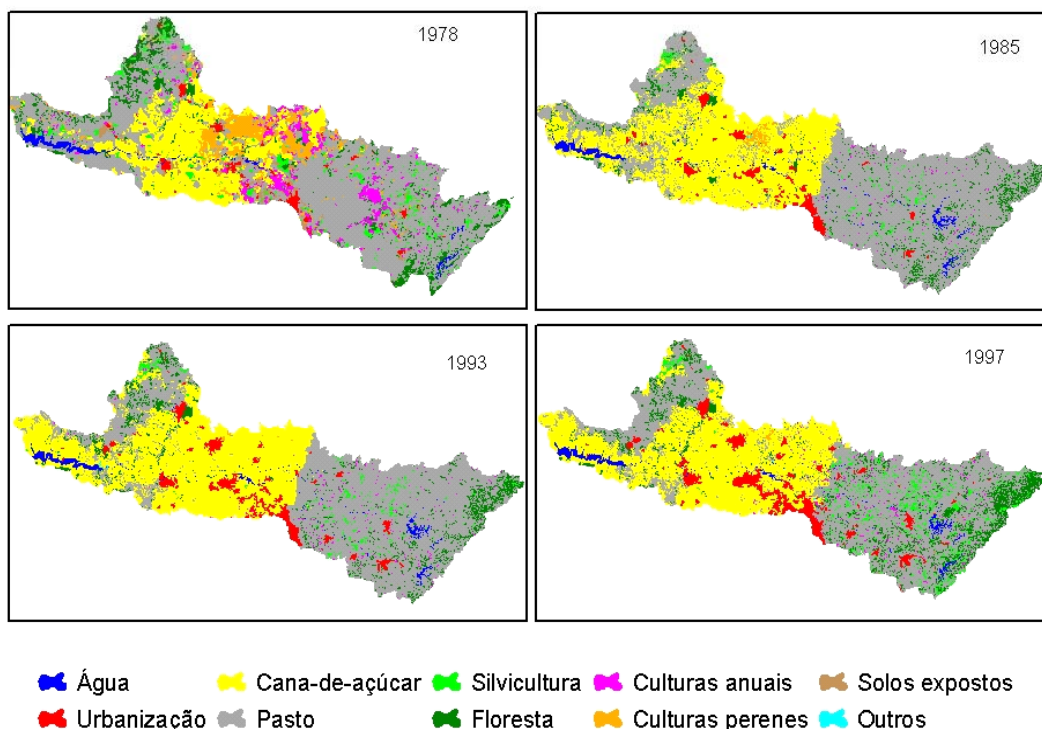 1978
1985
1993
1997
Água Cana-de-açúcar Silvicultura Culturas anuais Solos expostos
Urbanização Pasto Floresta Culturas perenes Outros